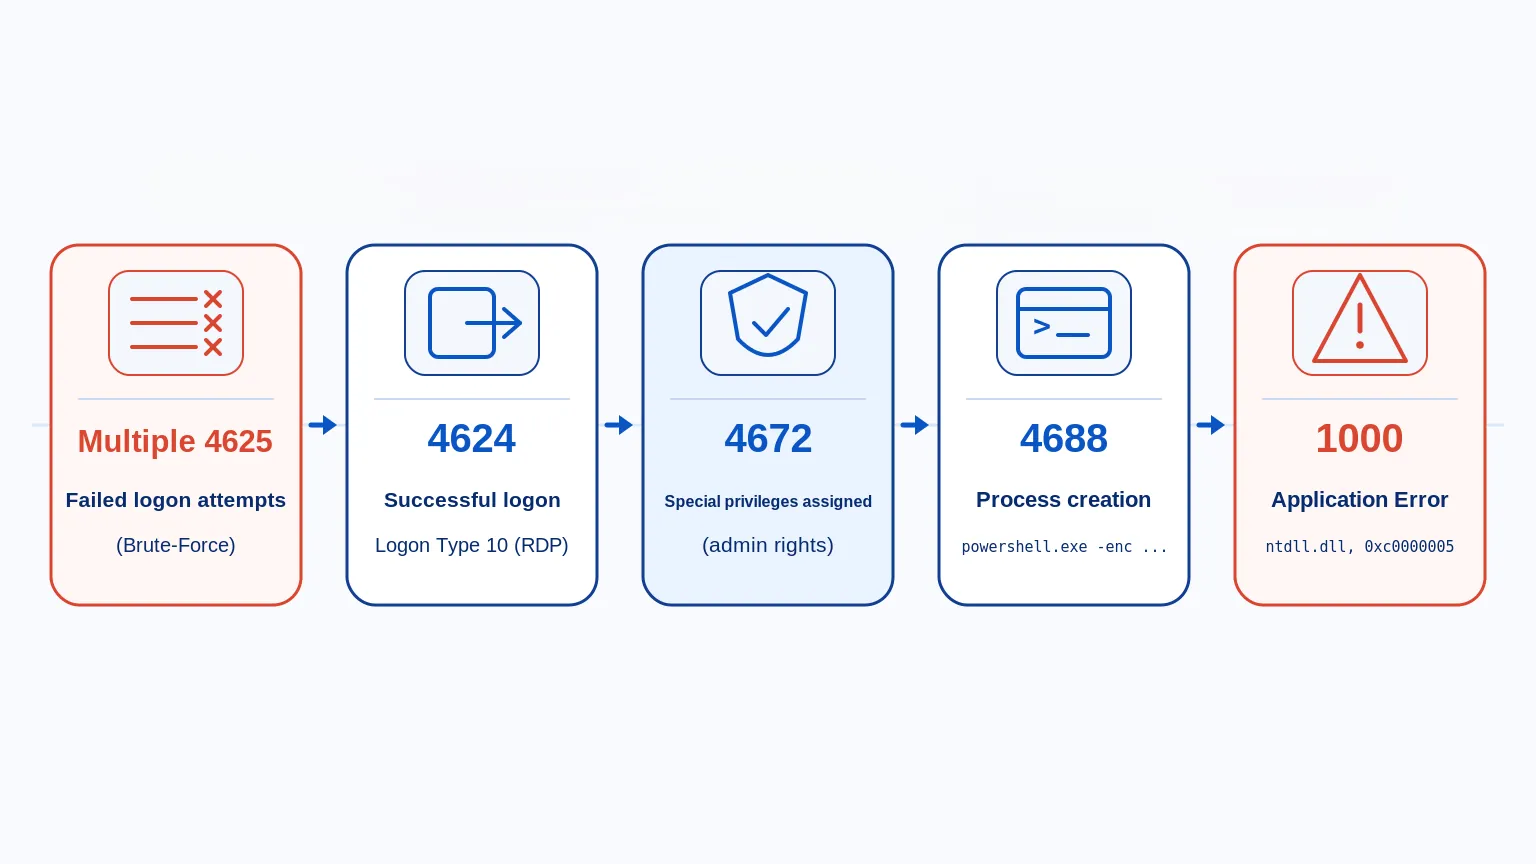 Multiple 4625
Failed logon attempts
(Brute-Force)
4624
Successful logon
Logon Type 10 (RDP)
4672
Special privileges assigned
(admin rights)
>_
4688
Process creation
powershell.exe -enc ...
1000
Application Error
ntdll.dll, 0xc0000005